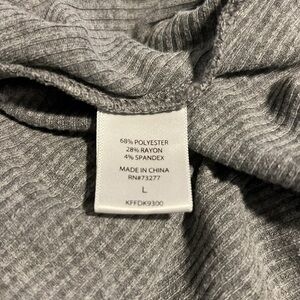 68% POLYESTER
28% RAYON
4% SPANDEX
MADE IN CHINA
RN#73277
L
KFFDK9300